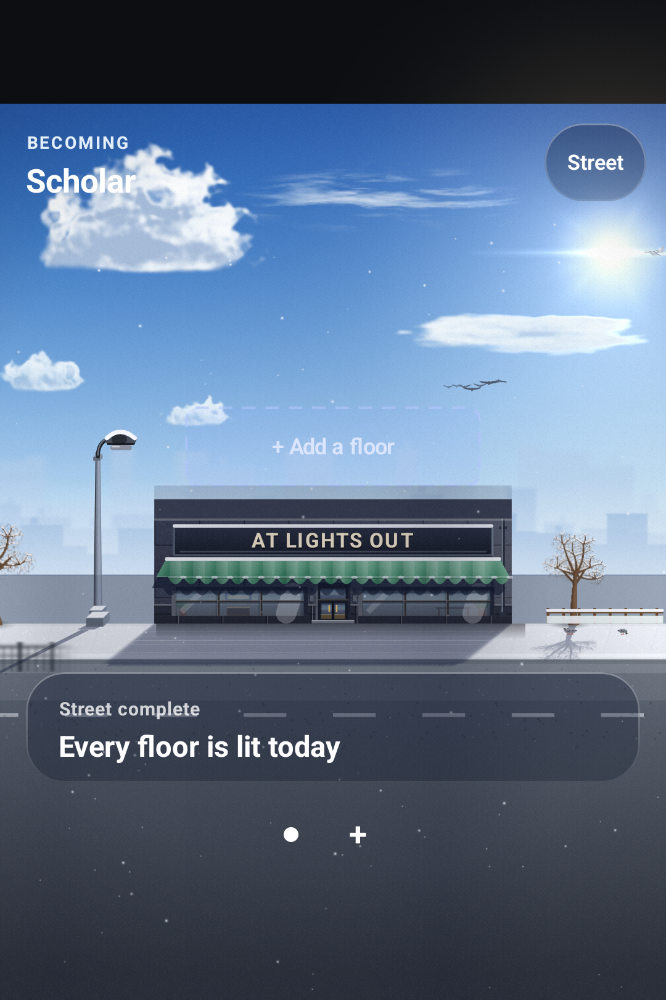 BECOMING
Scholar
Street
+ Add a floor
AT LIGHTS OUT
Street complete
Every floor is lit today
+